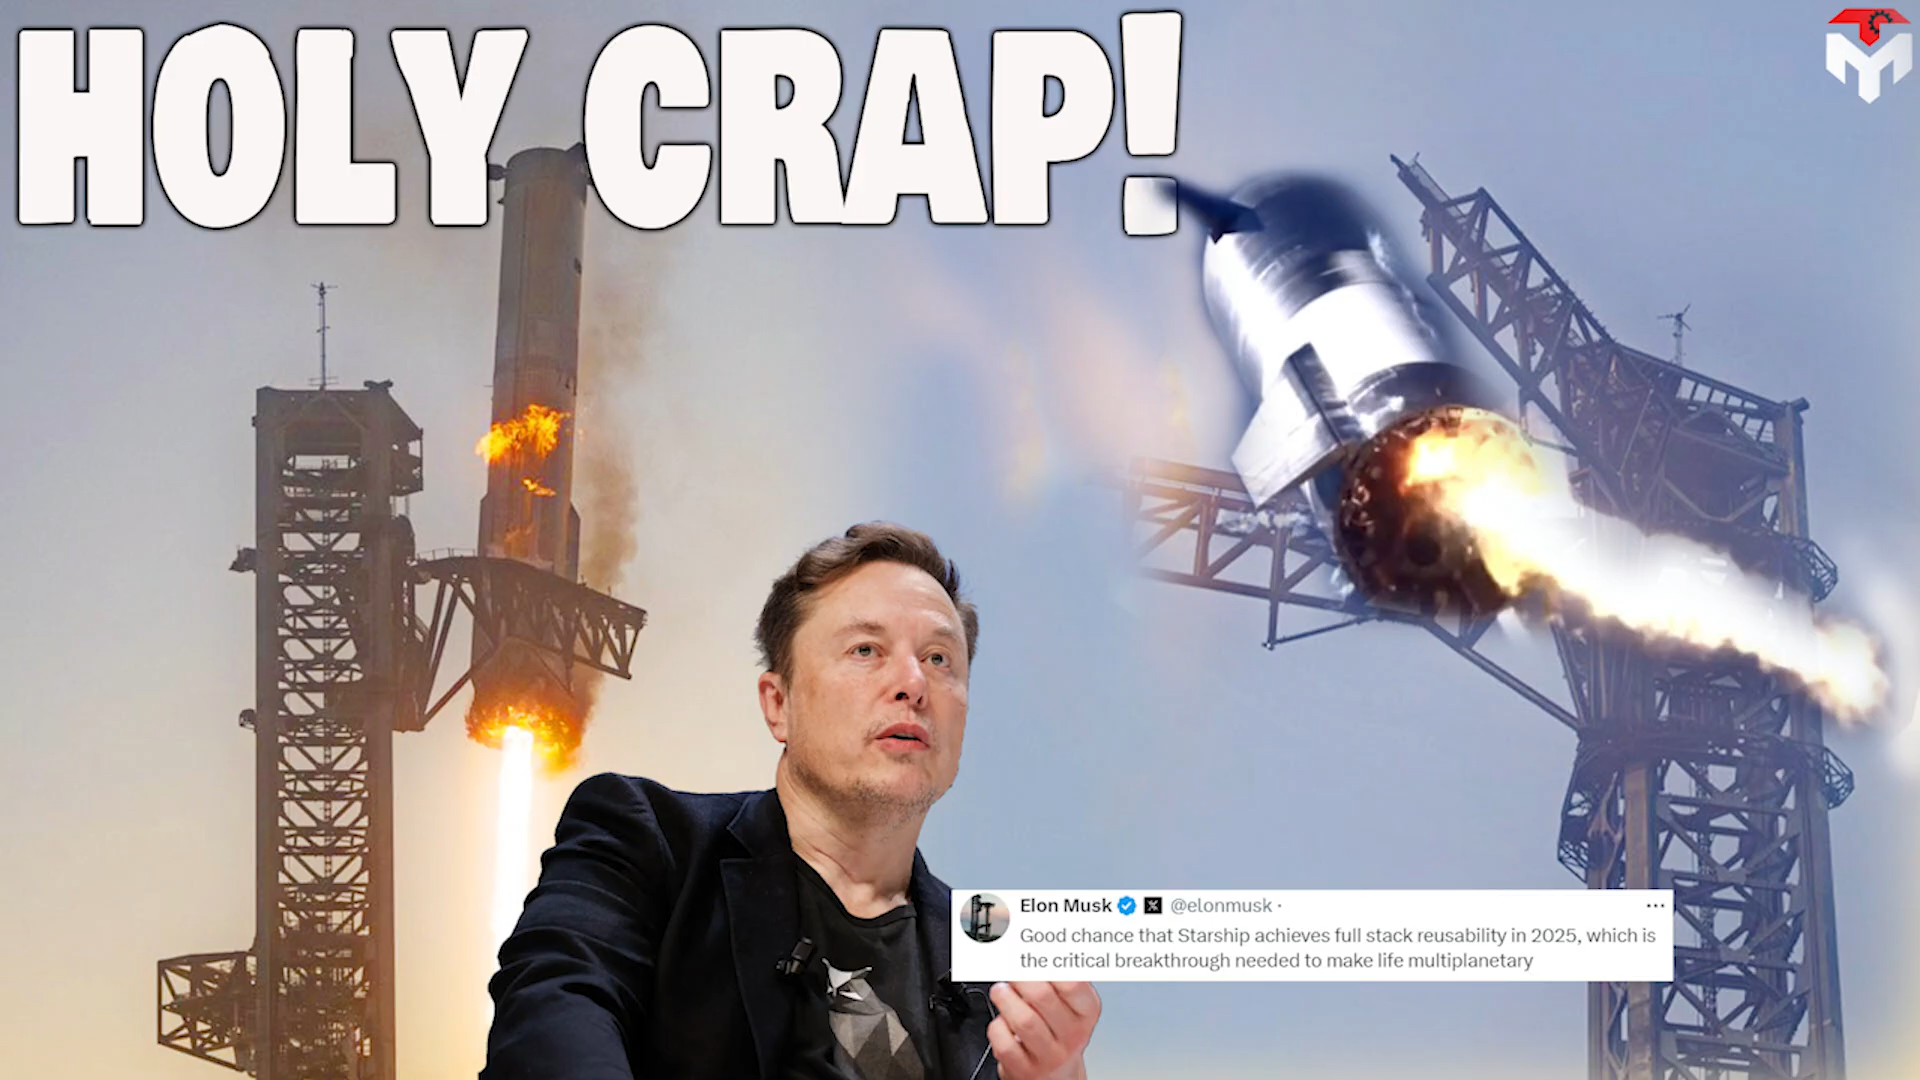 HOLY CRAP!
Elon Musk @elonmusk ·
Good chance that Starship achieves full stack reusability in 2025, which is
the critical breakthrough needed to make life multiplanetary